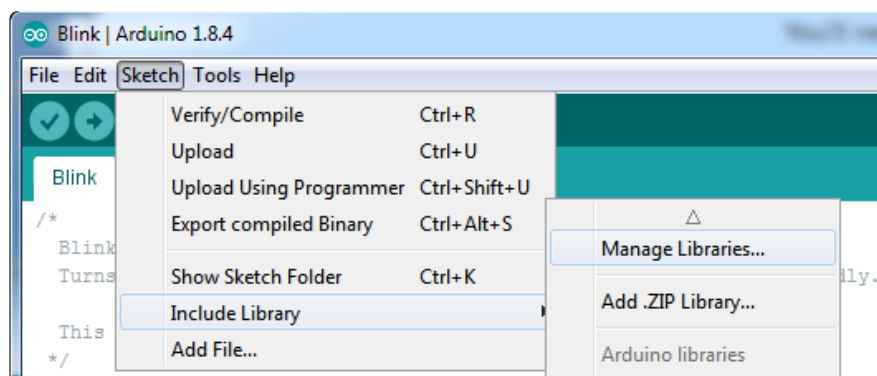 Blink | Arduino 1.8.4
File Edit Sketch Tools Help
Verify/Compile Ctrl+R
Upload Ctrl+U
Blink
Upload Using Programmer Ctrl+Shift+U
/*
Export compiled Binary Ctrl+Alt+S
Blink
Manage Libraries...
Turns
Show Sketch Folder Ctrl+K
Add .ZIP Library...
Include Library
This
*/
Add File...
Arduino libraries